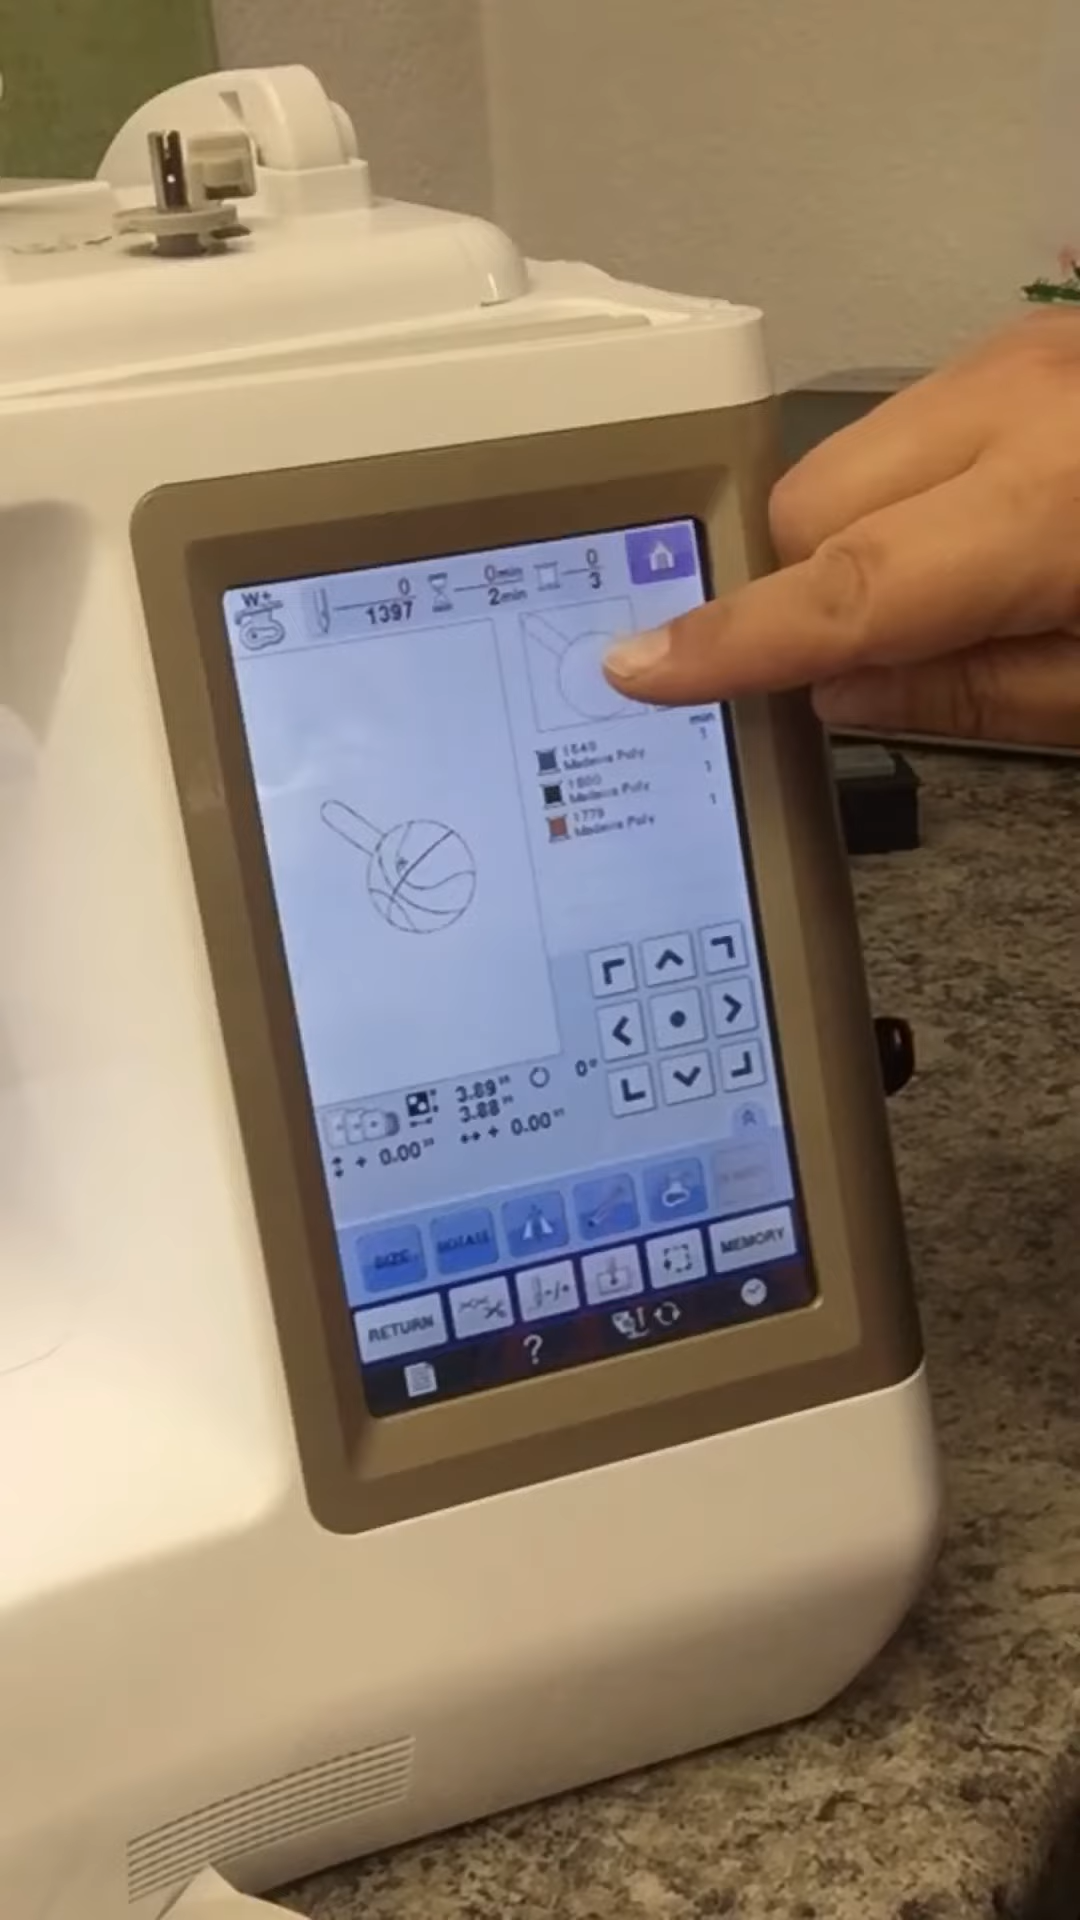 W+
0
1397
0min
2min
0
3
min
1640
Madeira Poly
1
1800
Madeira Poly
1
1779
Madeira Poly
1
3.89"
3.88"
0°
+ 0.00"
+ 0.00"
SIZE
ROTATE
RETURN
-/+
MEMORY
?